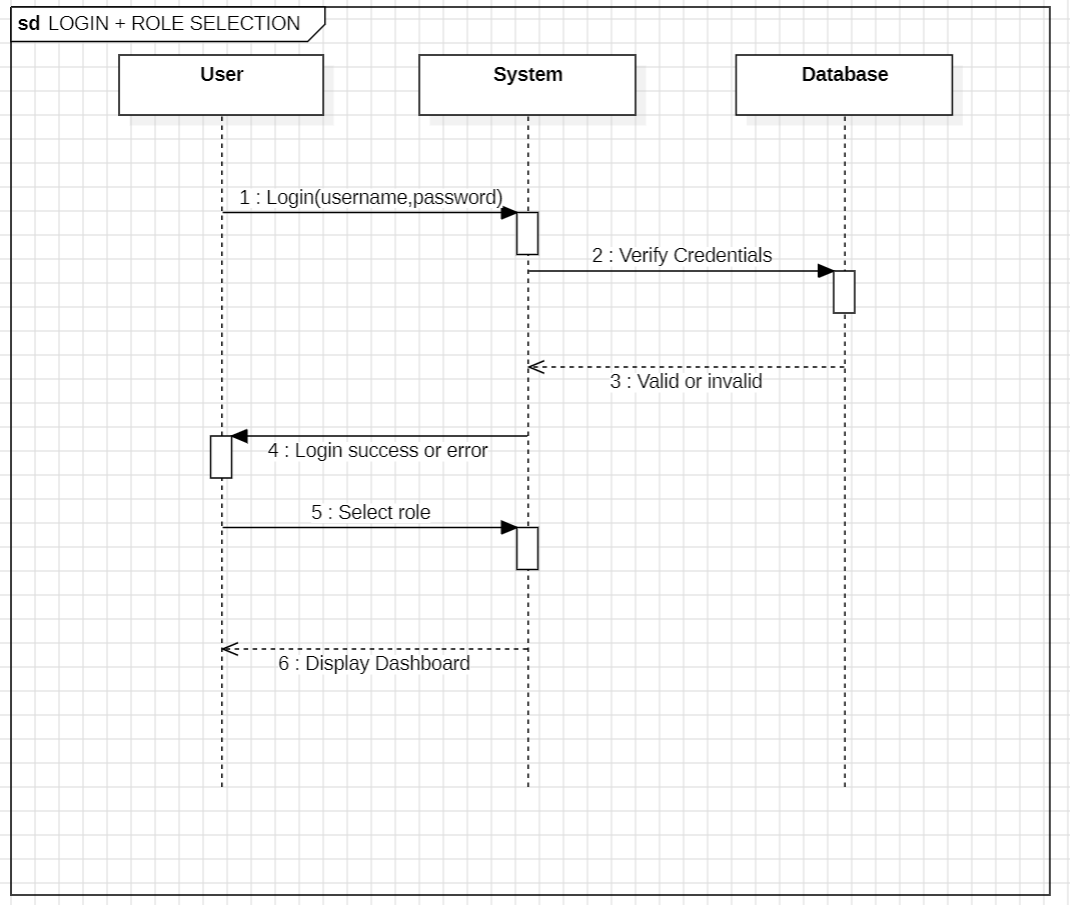 sd LOGIN + ROLE SELECTION
User
System
Database
1 : Login(username,password)
2 : Verify Credentials
3 : Valid or invalid
4 : Login success or error
5 : Select role
6 : Display Dashboard